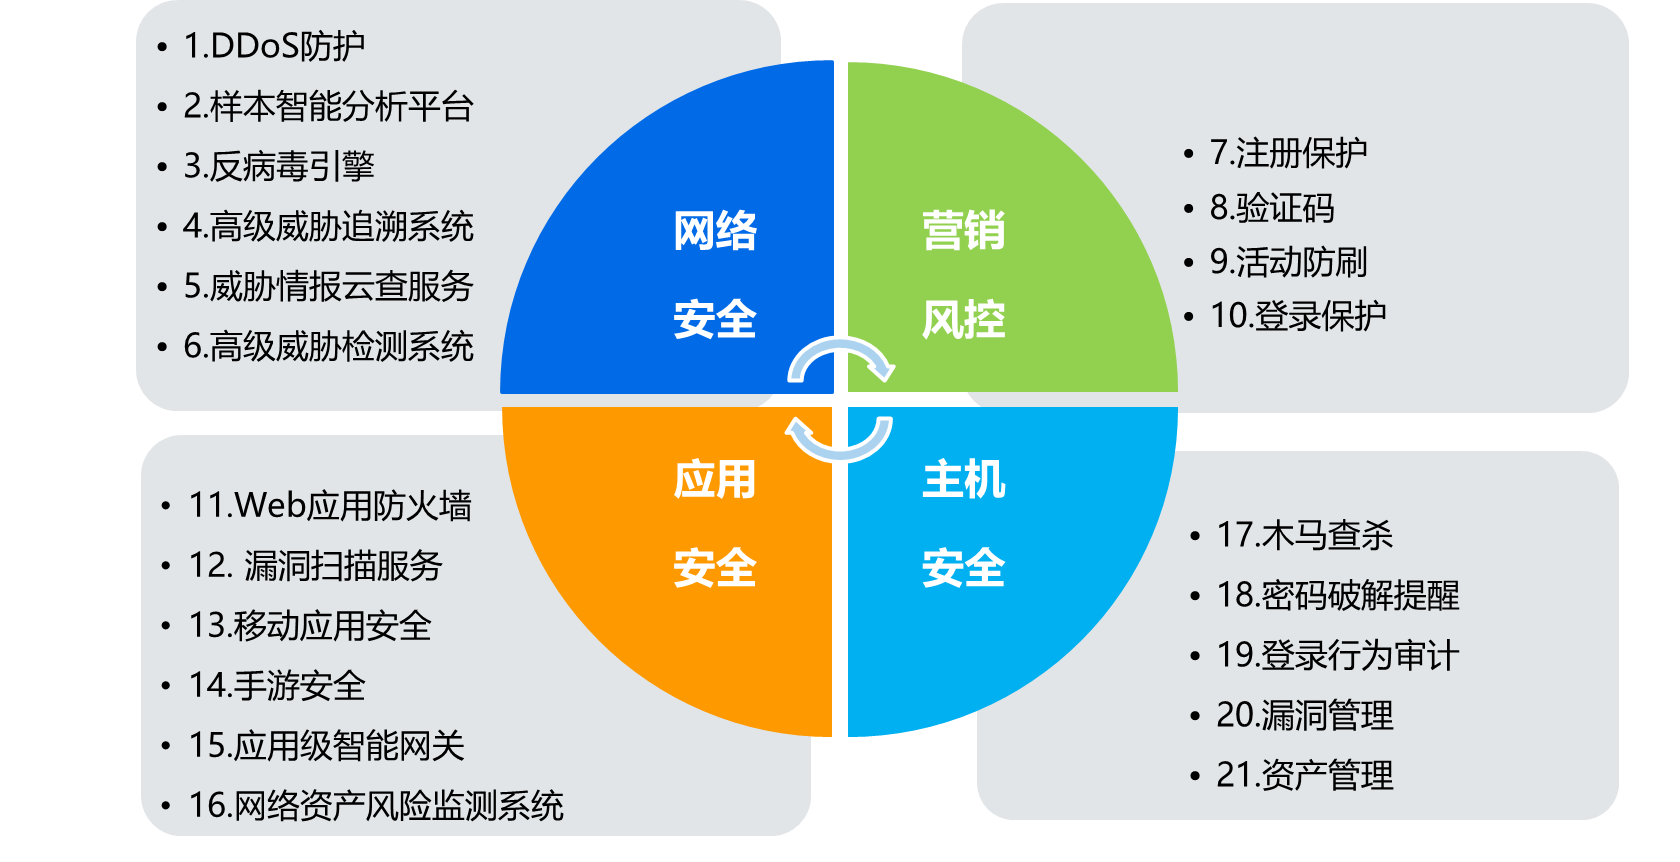 1.DDoS防护
2.样本智能分析平台
3.反病毒引擎
4.高级威胁追溯系统
5.威胁情报云查服务
6.高级威胁检测系统
网络
安全
营销
风控
7.注册保护
8.验证码
9.活动防刷
10.登录保护
11.Web应用防火墙
12. 漏洞扫描服务
13.移动应用安全
14.手游安全
15.应用级智能网关
16.网络资产风险监测系统
应用
安全
主机
安全
17.木马查杀
18.密码破解提醒
19.登录行为审计
20.漏洞管理
21.资产管理